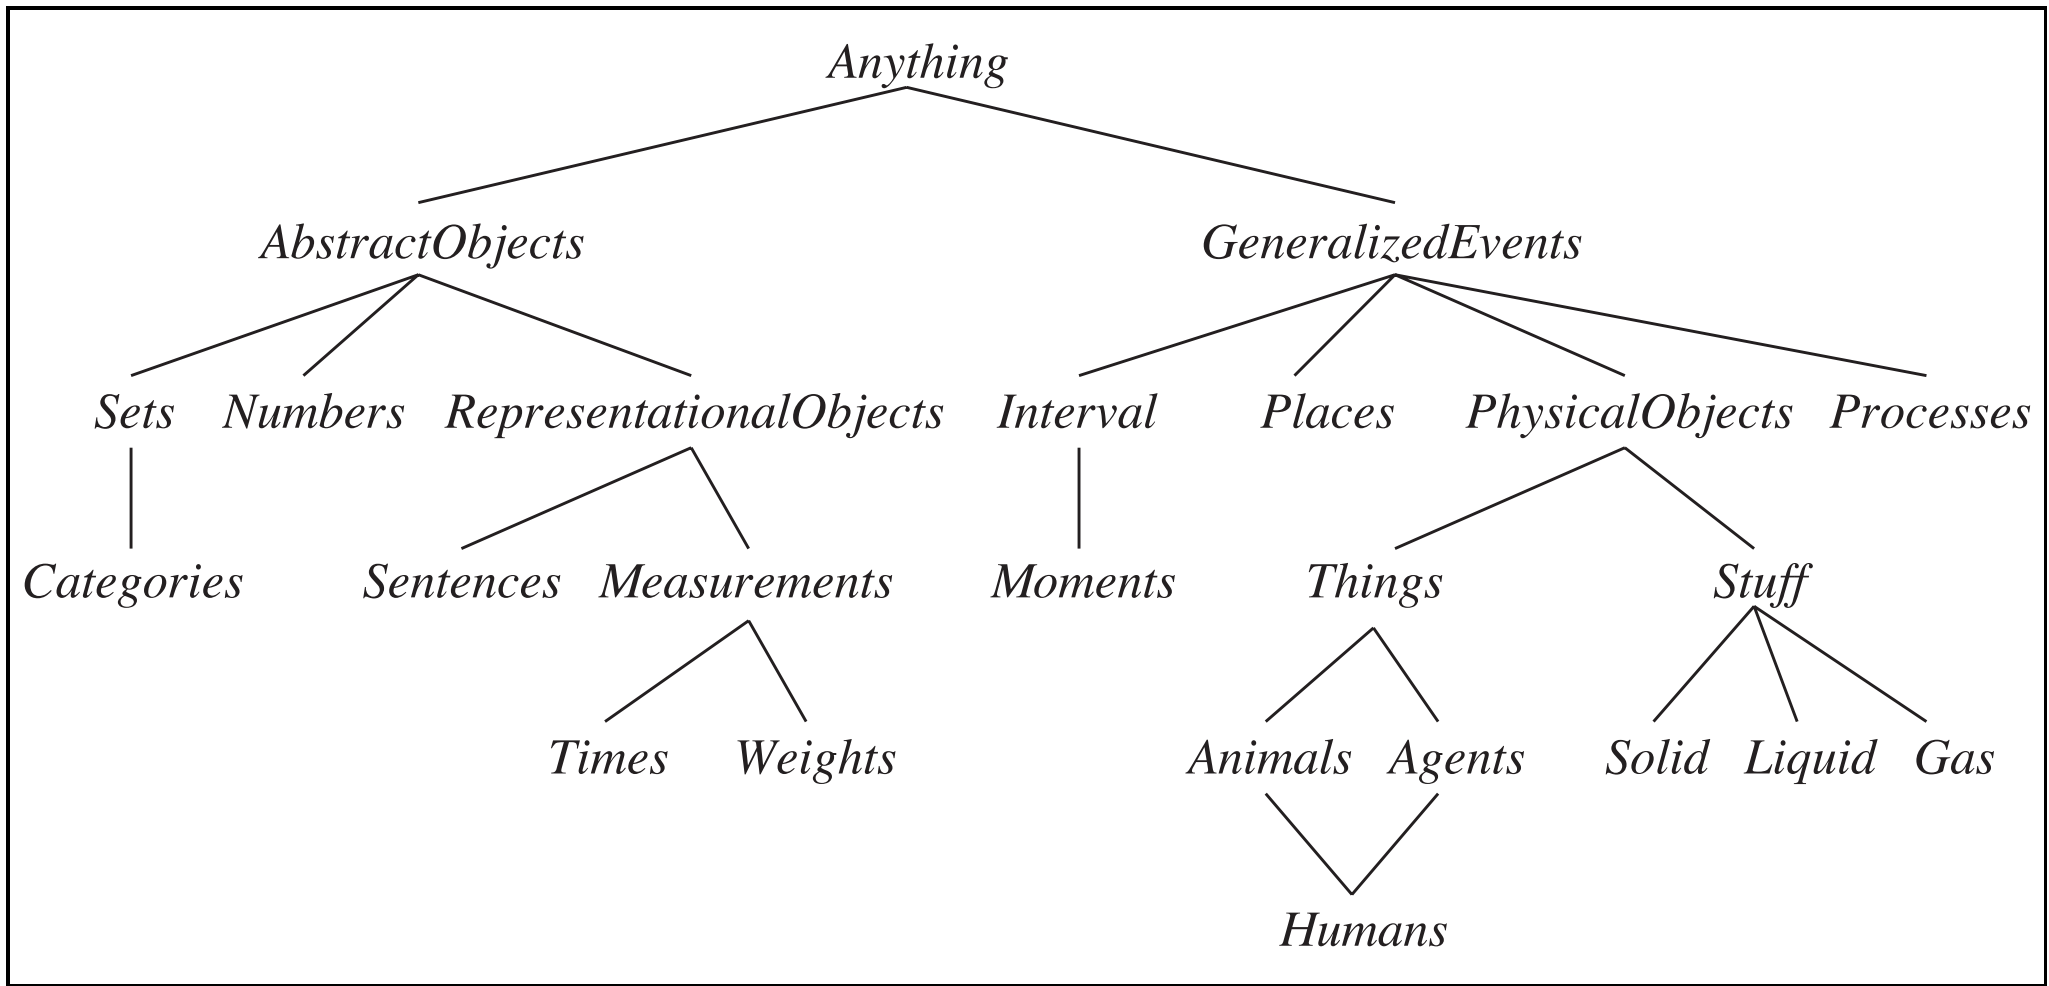 Anything
AbstractObjects GeneralizedEvents
Sets Numbers RepresentationalObjects Interval Places PhysicalObjects Processes
Categories Sentences Measurements Moments Things Stuff
Times Weights Animals Agents Solid Liquid Gas
Humans